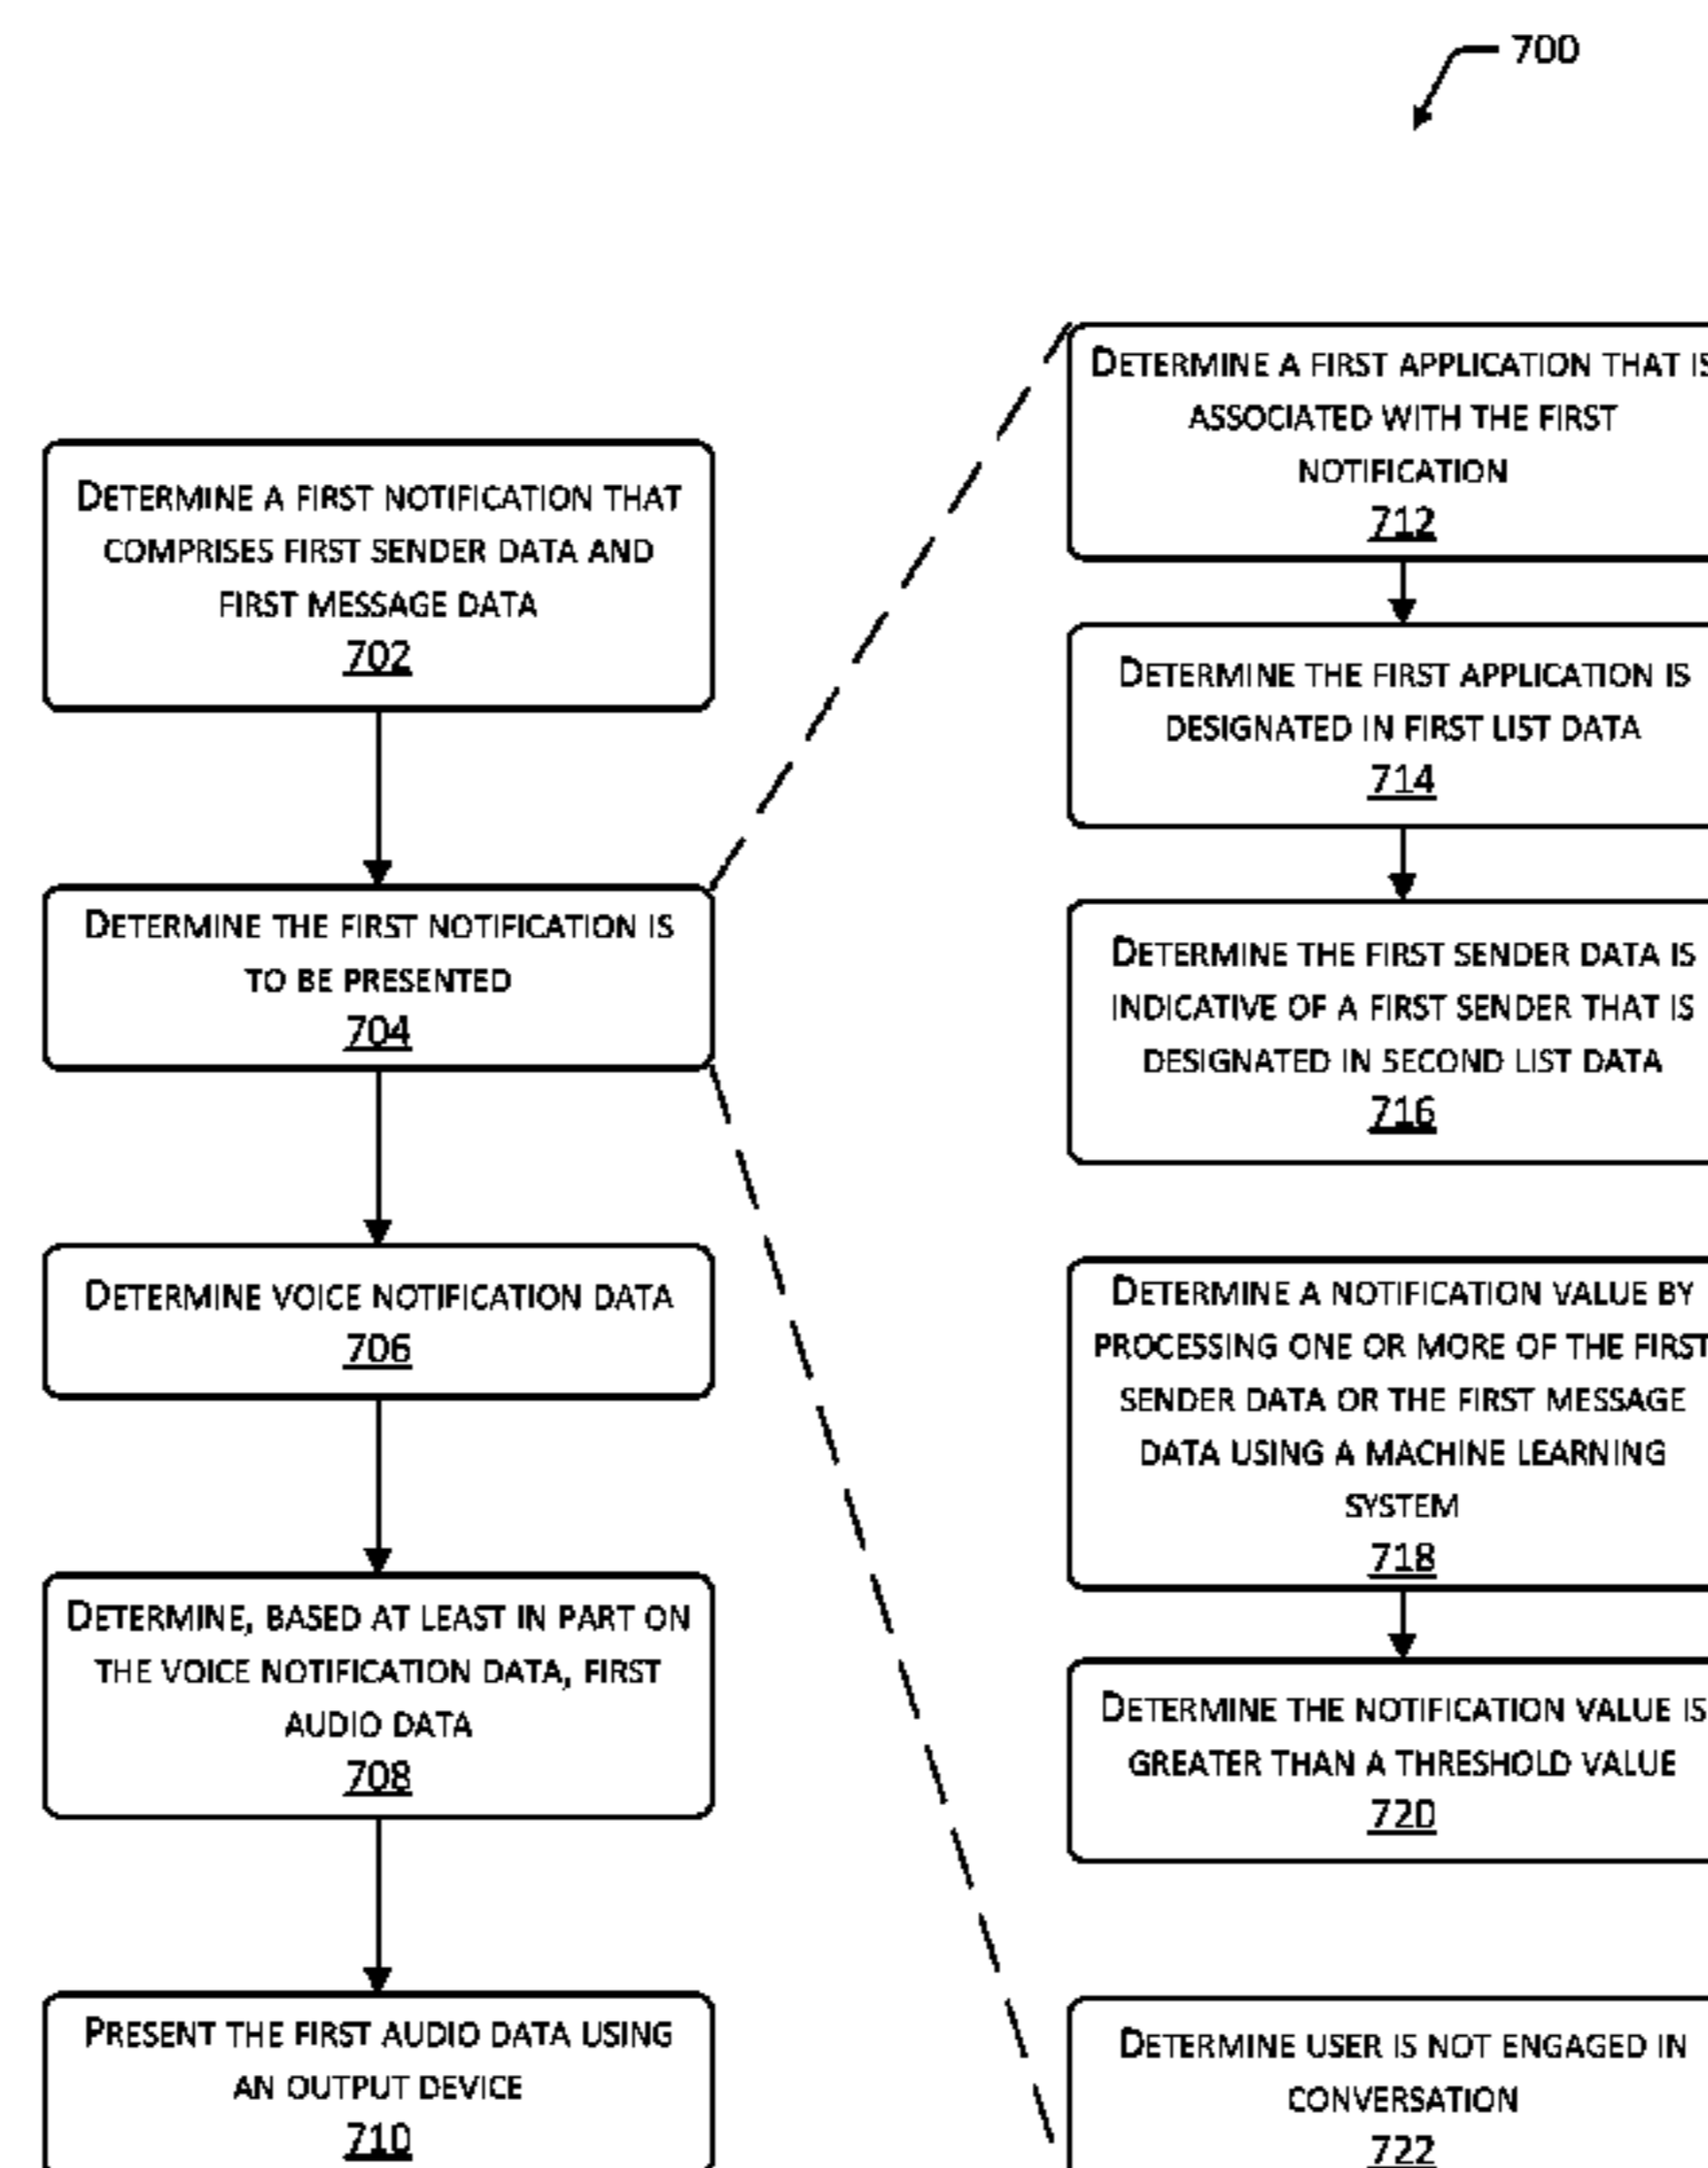 700
DETERMINE A FIRST NOTIFICATION THAT
COMPRISES FIRST SENDER DATA AND
FIRST MESSAGE DATA
702
DETERMINE THE FIRST NOTIFICATION IS
TO BE PRESENTED
704
DETERMINE VOICE NOTIFICATION DATA
706
DETERMINE, BASED AT LEAST IN PART ON
THE VOICE NOTIFICATION DATA, FIRST
AUDIO DATA
708
PRESENT THE FIRST AUDIO DATA USING
AN OUTPUT DEVICE
710
DETERMINE A FIRST APPLICATION THAT IS
ASSOCIATED WITH THE FIRST
NOTIFICATION
712
DETERMINE THE FIRST APPLICATION IS
DESIGNATED IN FIRST LIST DATA
714
DETERMINE THE FIRST SENDER DATA IS
INDICATIVE OF A FIRST SENDER THAT IS
DESIGNATED IN SECOND LIST DATA
716
DETERMINE A NOTIFICATION VALUE BY
PROCESSING ONE OR MORE OF THE FIRST
SENDER DATA OR THE FIRST MESSAGE
DATA USING A MACHINE LEARNING
SYSTEM
718
DETERMINE THE NOTIFICATION VALUE IS
GREATER THAN A THRESHOLD VALUE
720
DETERMINE USER IS NOT ENGAGED IN
CONVERSATION
722